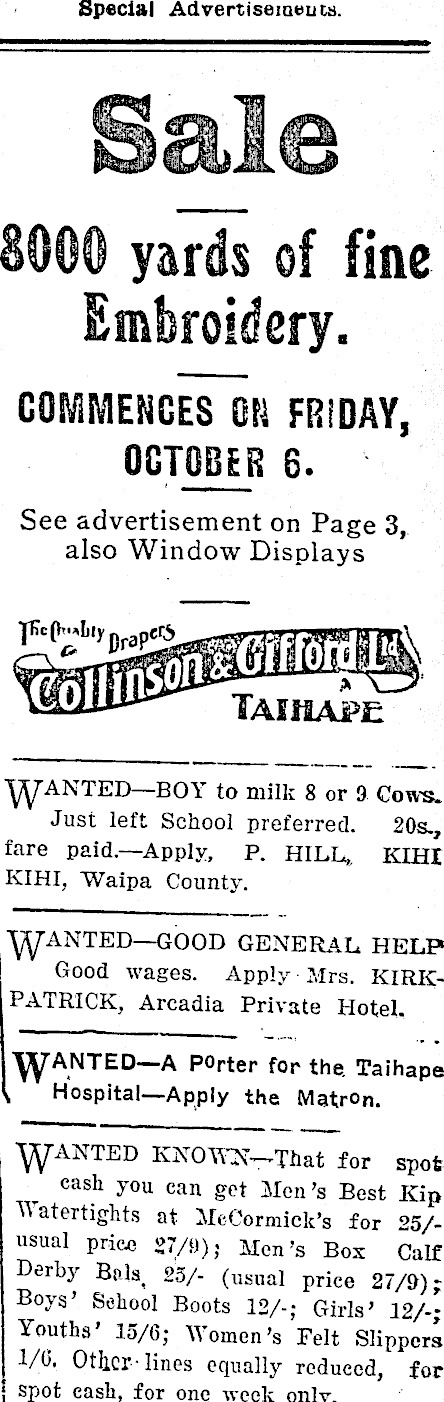 Special Advertisements.
Sale
8000 yards of fine
Embroidery.
COMMENCES ON FRIDAY,
OCTOBER 6.
See advertisement on Page 3,
also Window Displays
The Quality Drapers
Collinson & Gifford Ld
TAIHAPE
WANTED—BOY to milk 8 or 9 Cows.
Just left School preferred. 20s.,
fare paid.—Apply, P. HILL, KIHI
KIHI, Waipa County.
WANTED—GOOD GENERAL HELP
Good wages. Apply Mrs. KIRK-
PATRICK, Arcadia Private Hotel.
WANTED—A Porter for the Taihape
Hospital—Apply the Matron.
WANTED KNOWN—That for spot
cash you can get Men's Best Kip
Watertights at McCormick's for 25/-
usual price 27/9); Men's Box Calf
Derby Bals, 25/- (usual price 27/9);
Boys' School Boots 12/-; Girls' 12/-;
Youths' 15/6; Women's Felt Slippers
1/6. Other lines equally reduced, for
spot cash, for one week only.